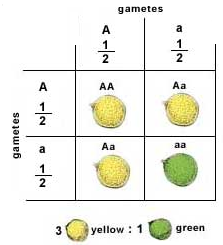 gametes
A a
1/2 1/2
gametes
A AA Aa
1/2
a Aa aa
1/2
3 yellow : 1 green